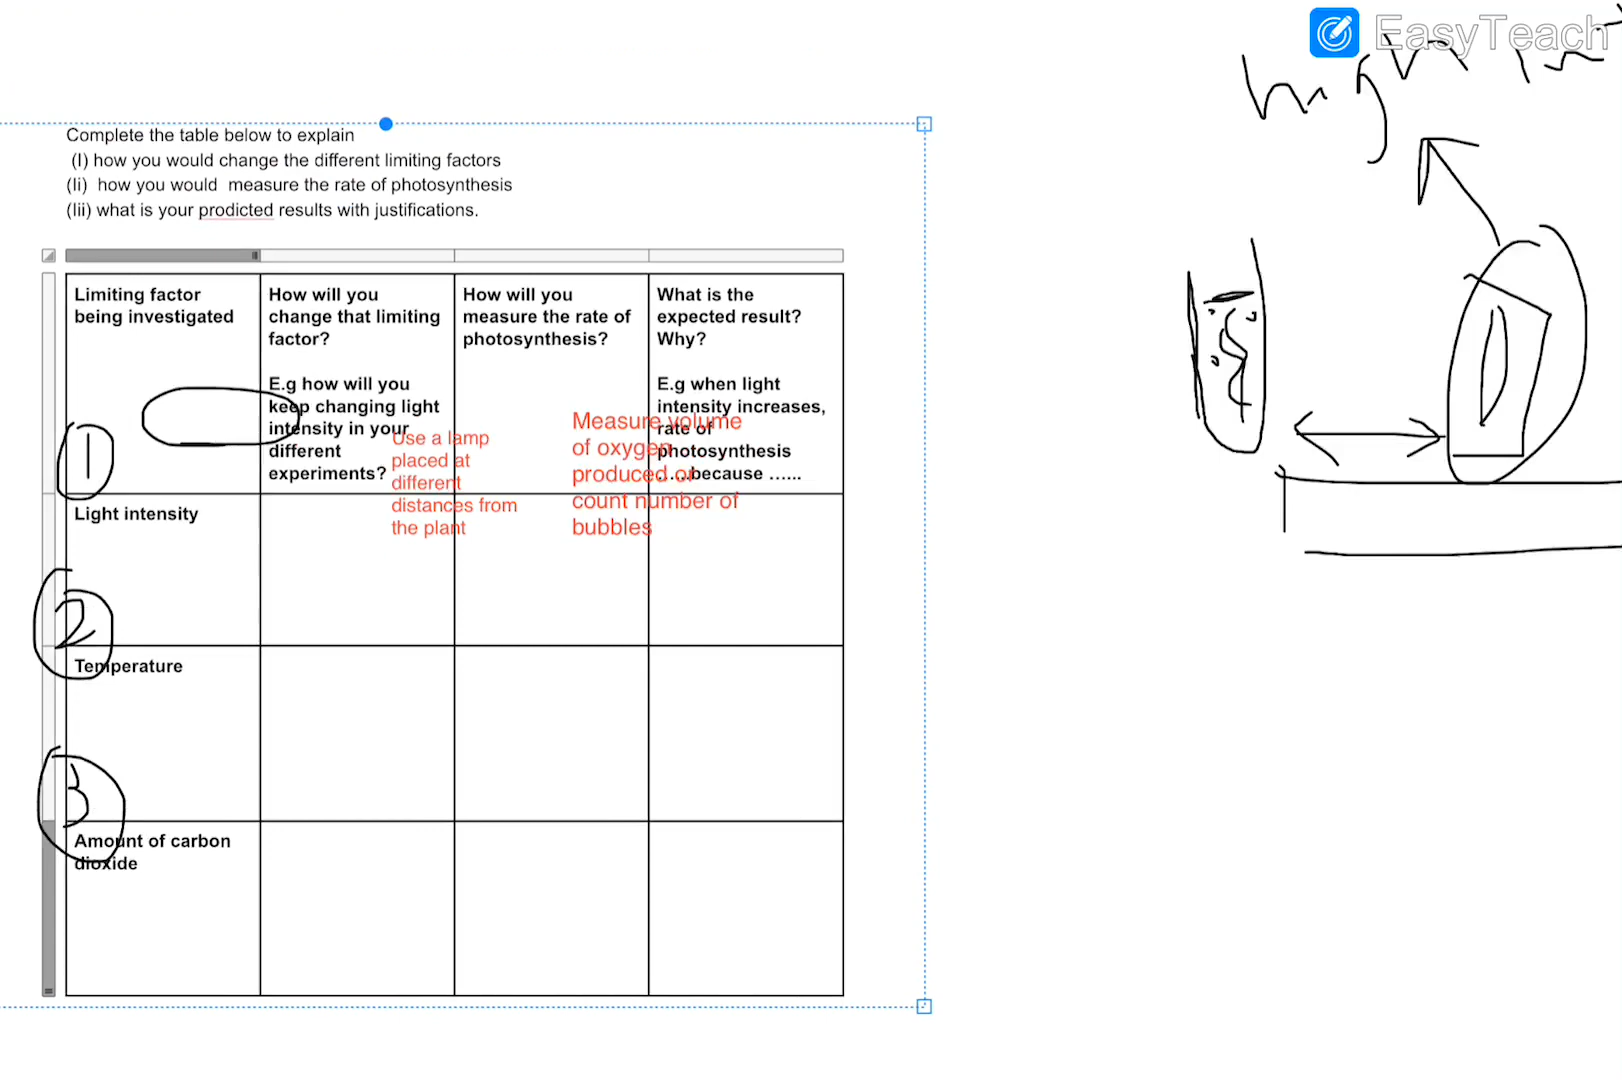 EasyTeach
high int
Complete the table below to explain
(I) how you would change the different limiting factors
(Ii) how you would measure the rate of photosynthesis
(Iii) what is your prodicted results with justifications.
Limiting factor
being investigated
How will you
change that limiting
factor?
E.g how will you
keep changing light
intensity in your
different
experiments?
How will you
measure the rate of
photosynthesis?
What is the
expected result?
Why?
E.g when light
intensity increases,
rate of
photosynthesis
…..because …...
1
Light intensity
Use a lamp
placed at
different
distances from
the plant
Measure volume
of oxygen
produced or
count number of
bubbles
2
Temperature
3
Amount of carbon
dioxide